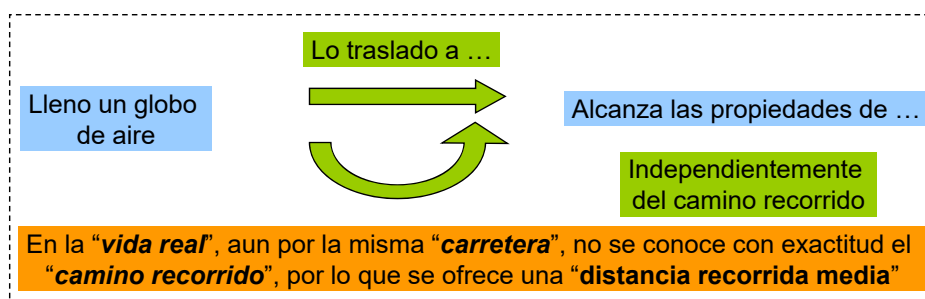 Lo traslado a …
Lleno un globo
de aire
Alcanza las propiedades de …
Independientemente
del camino recorrido
En la “vida real”, aun por la misma “carretera”, no se conoce con exactitud el
“camino recorrido”, por lo que se ofrece una “distancia recorrida media”